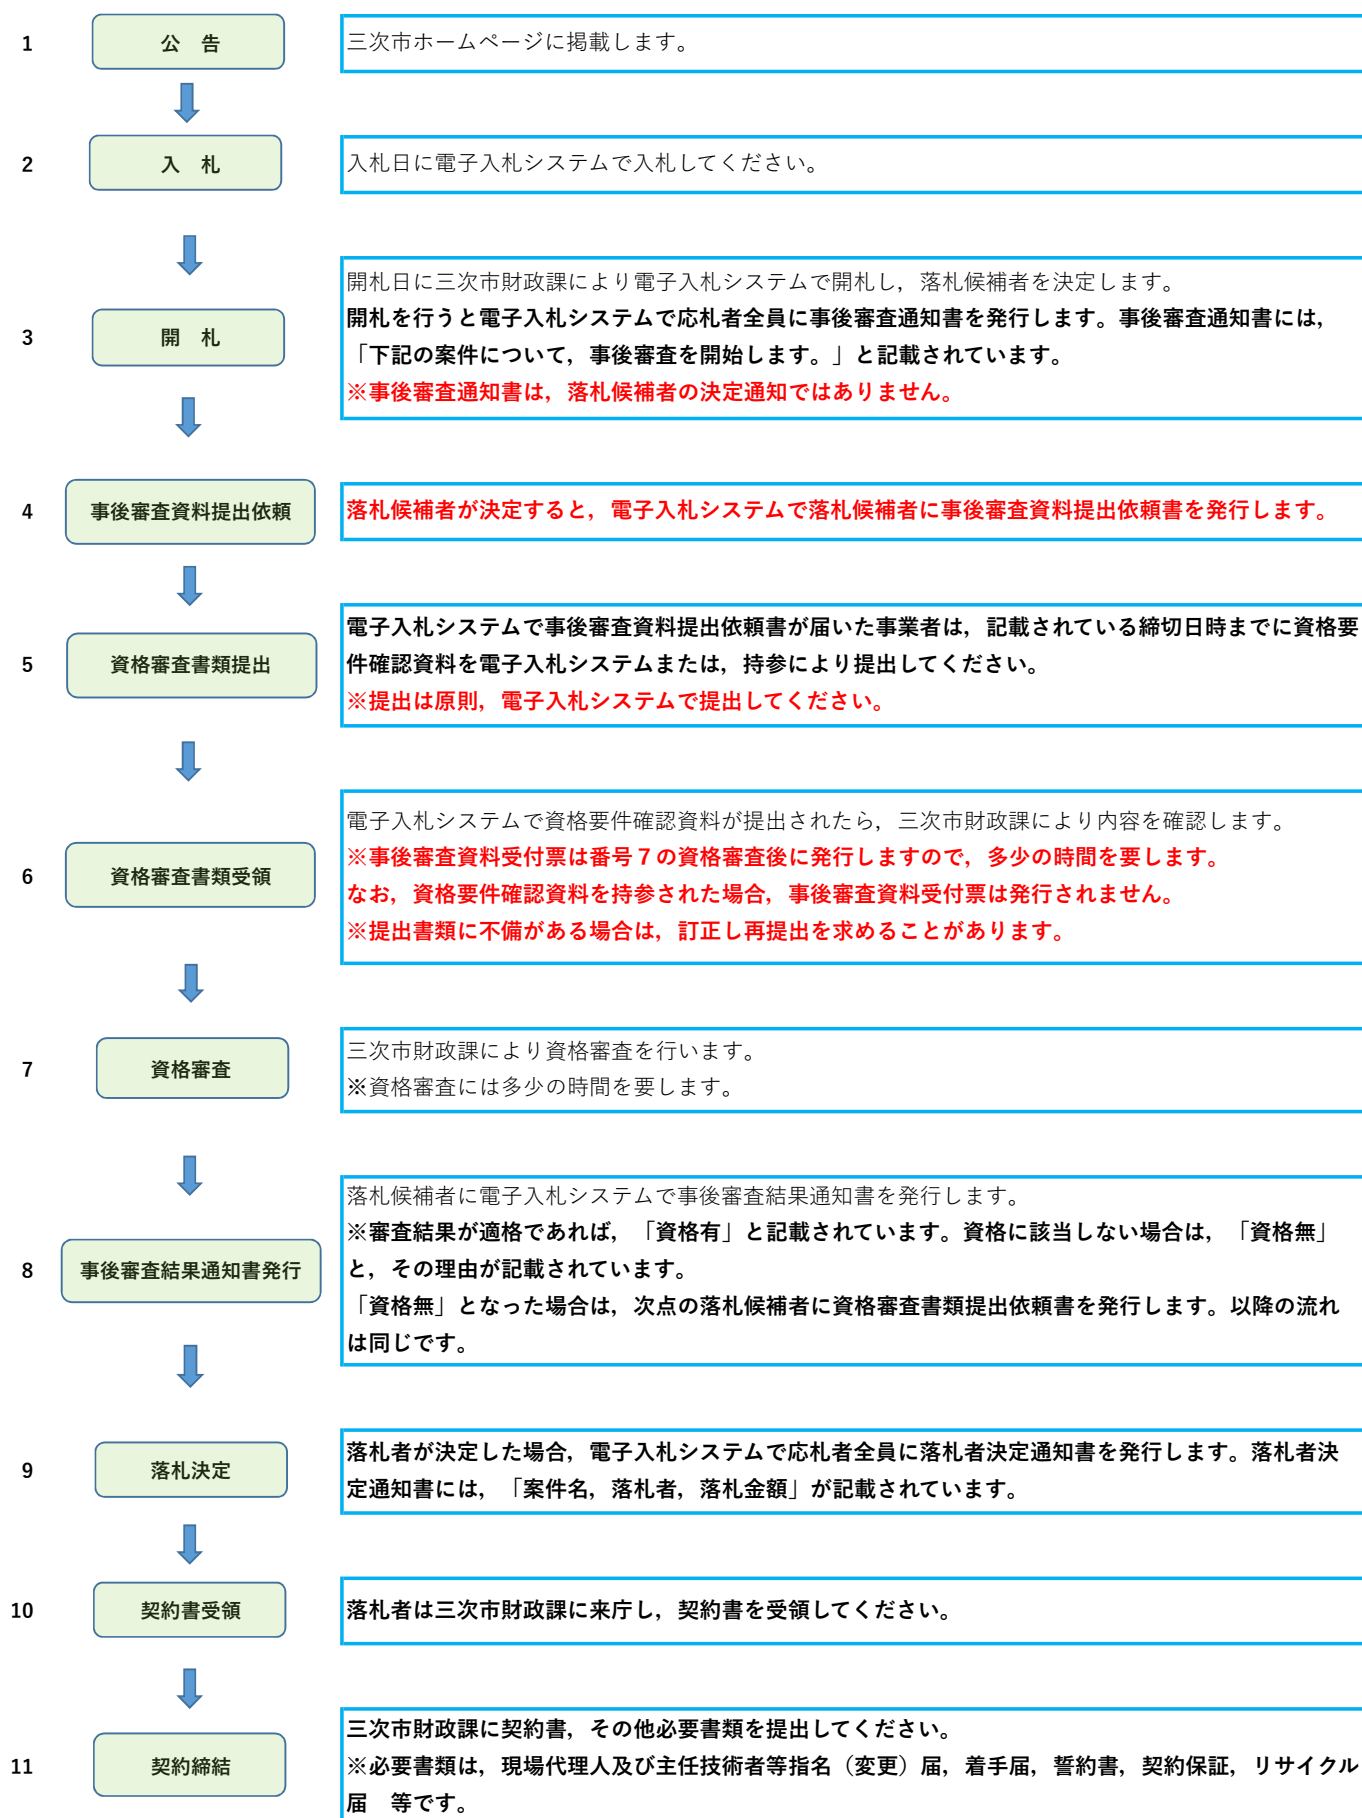 1
公　告
三次市ホームページに掲載します。
2
入　札
入札日に電子入札システムで入札してください。
3
開　札
開札日に三次市財政課により電子入札システムで開札し，落札候補者を決定します。
開札を行うと電子入札システムで応札者全員に事後審査通知書を発行します。事後審査通知書には，
「下記の案件について，事後審査を開始します。」と記載されています。
※事後審査通知書は，落札候補者の決定通知ではありません。
4
事後審査資料提出依頼
落札候補者が決定すると，電子入札システムで落札候補者に事後審査資料提出依頼書を発行します。
5
資格審査書類提出
電子入札システムで事後審査資料提出依頼書が届いた事業者は，記載されている締切日時までに資格要
件確認資料を電子入札システムまたは，持参により提出してください。
※提出は原則，電子入札システムで提出してください。
6
資格審査書類受領
電子入札システムで資格要件確認資料が提出されたら，三次市財政課により内容を確認します。
※事後審査資料受付票は番号７の資格審査後に発行しますので，多少の時間を要します。
なお，資格要件確認資料を持参された場合，事後審査資料受付票は発行されません。
※提出書類に不備がある場合は，訂正し再提出を求めることがあります。
7
資格審査
三次市財政課により資格審査を行います。
※資格審査には多少の時間を要します。
8
事後審査結果通知書発行
落札候補者に電子入札システムで事後審査結果通知書を発行します。
※審査結果が適格であれば，「資格有」と記載されています。資格に該当しない場合は，「資格無」
と，その理由が記載されています。
「資格無」となった場合は，次点の落札候補者に資格審査書類提出依頼書を発行します。以降の流れ
は同じです。
9
落札決定
落札者が決定した場合，電子入札システムで応札者全員に落札者決定通知書を発行します。落札者決
定通知書には，「案件名，落札者，落札金額」が記載されています。
10
契約書受領
落札者は三次市財政課に来庁し，契約書を受領してください。
11
契約締結
三次市財政課に契約書，その他必要書類を提出してください。
※必要書類は，現場代理人及び主任技術者等指名（変更）届，着手届，誓約書，契約保証，リサイクル
届　等です。